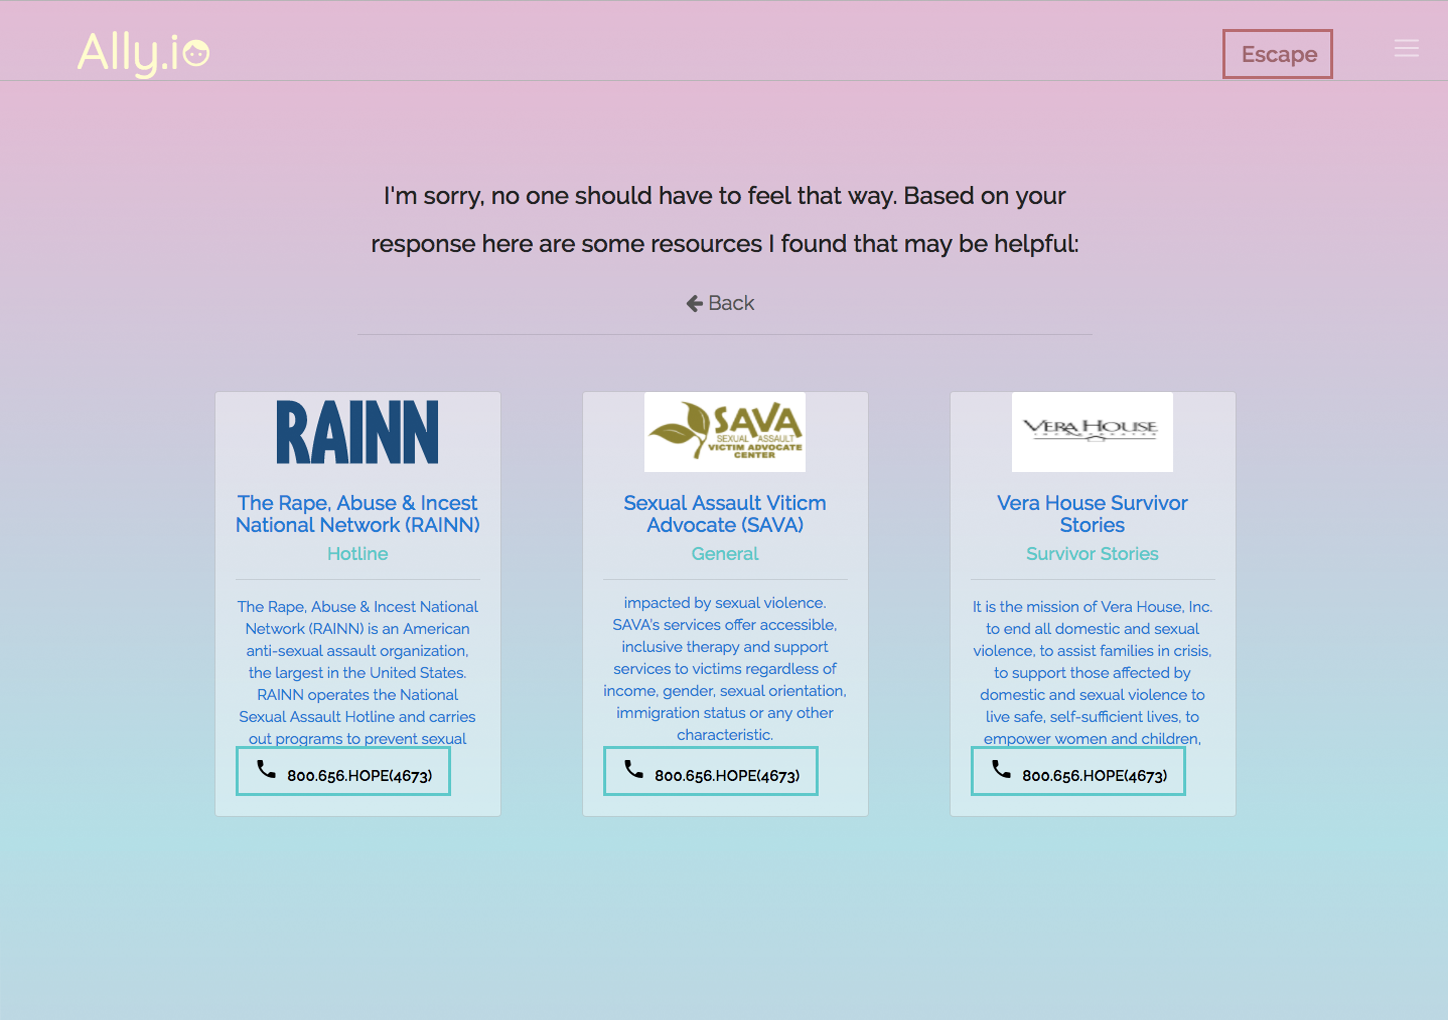 Ally.io
Escape
I'm sorry, no one should have to feel that way. Based on your
response here are some resources I found that may be helpful:
Back
RAINN
The Rape, Abuse & Incest
National Network (RAINN)
Hotline
The Rape, Abuse & Incest National
Network (RAINN) is an American
anti-sexual assault organization,
the largest in the United States.
RAINN operates the National
Sexual Assault Hotline and carries
out programs to prevent sexual
800.656.HOPE(4673)
SAVA
SEXUAL ASSAULT
VICTIM ADVOCATE
CENTER
Sexual Assault Viticm
Advocate (SAVA)
General
impacted by sexual violence.
SAVA's services offer accessible,
inclusive therapy and support
services to victims regardless of
income, gender, sexual orientation,
immigration status or any other
characteristic.
800.656.HOPE(4673)
VERA HOUSE
Vera House Survivor
Stories
Survivor Stories
It is the mission of Vera House, Inc.
to end all domestic and sexual
violence, to assist families in crisis,
to support those affected by
domestic and sexual violence to
live safe, self-sufficient lives, to
empower women and children,
800.656.HOPE(4673)